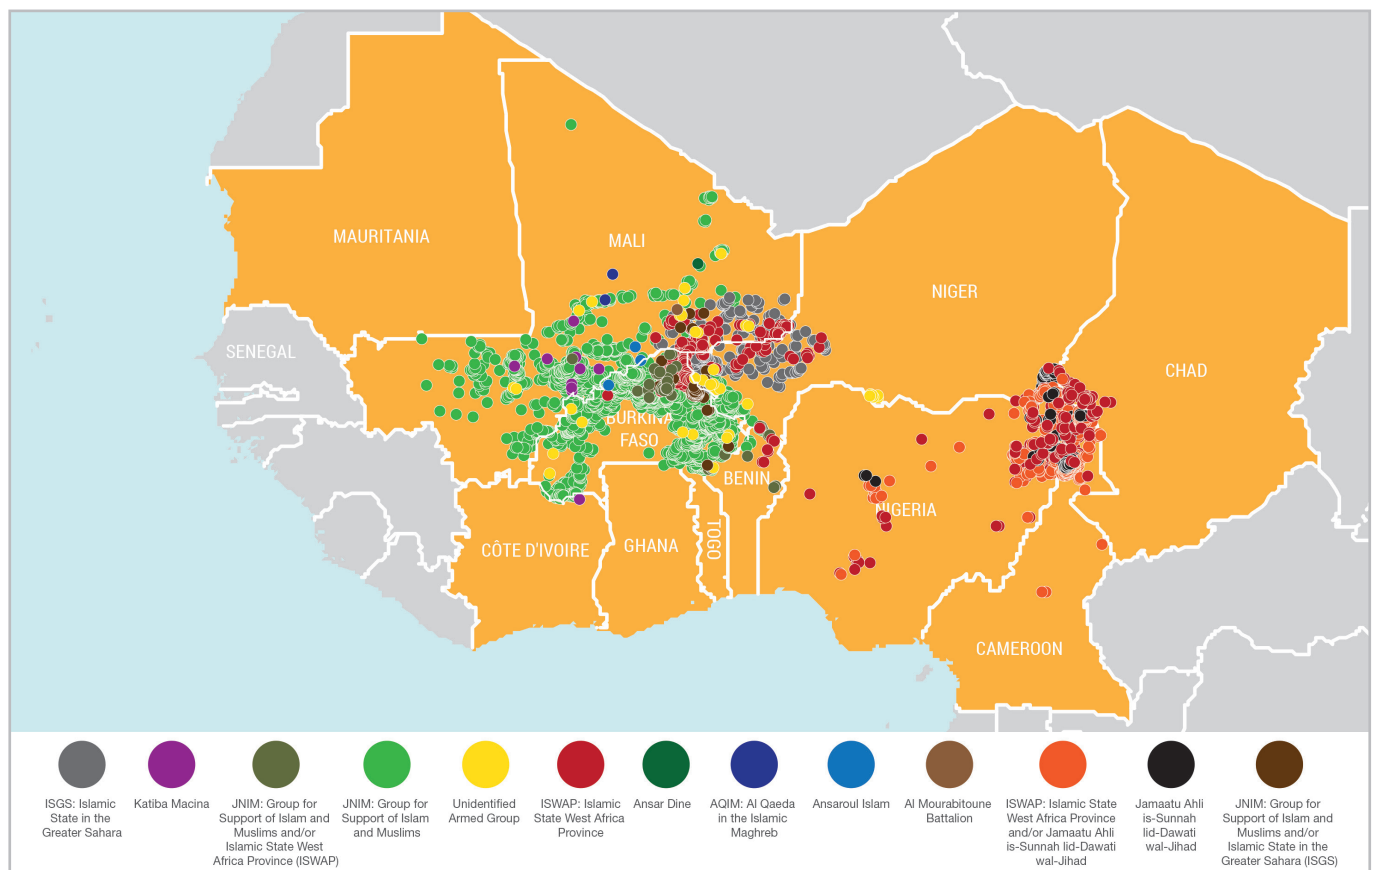 MAURITANIA
MALI
NIGER
SENEGAL
CHAD
BURKINA
FASO
BENIN
NIGERIA
CÔTE D'IVOIRE
GHANA
TOGO
CAMEROON
ISGS: Islamic
State in the
Greater Sahara
Katiba Macina
JNIM: Group for
Support of Islam and
Muslims and/or
Islamic State West
Africa Province (ISWAP)
JNIM: Group for
Support of Islam
and Muslims
Unidentified
Armed Group
ISWAP: Islamic
State West Africa
Province
Ansar Dine
AQIM: Al Qaeda
in the Islamic
Maghreb
Ansaroul Islam
Al Mourabitoune
Battalion
ISWAP: Islamic State
West Africa Province
and/or Jamaatu Ahli
is-Sunnah lid-Dawati
wal-Jihad
Jamaatu Ahli
is-Sunnah
lid-Dawati
wal-Jihad
JNIM: Group for
Support of Islam and
Muslims and/or
Islamic State in the
Greater Sahara (ISGS)